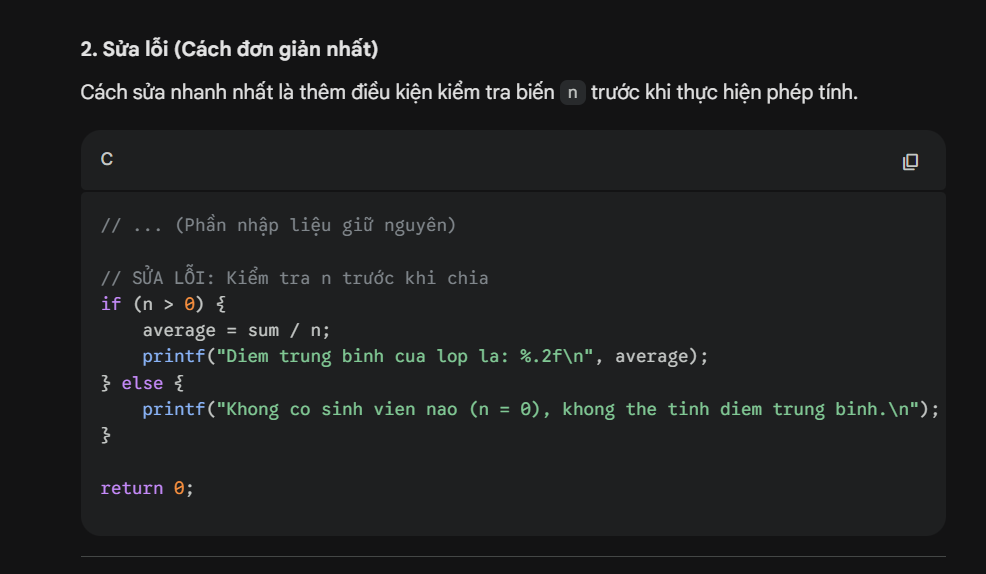 2. Sửa lỗi (Cách đơn giản nhất)
Cách sửa nhanh nhất là thêm điều kiện kiểm tra biến n trước khi thực hiện phép tính.
C
// ... (Phần nhập liệu giữ nguyên)
// SỬA LỖI: Kiểm tra n trước khi chia
if (n > 0) {
    average = sum / n;
    printf("Diem trung binh cua lop la: %.2f\n", average);
} else {
    printf("Khong co sinh vien nao (n = 0), khong the tinh diem trung binh.\n");
}
return 0;